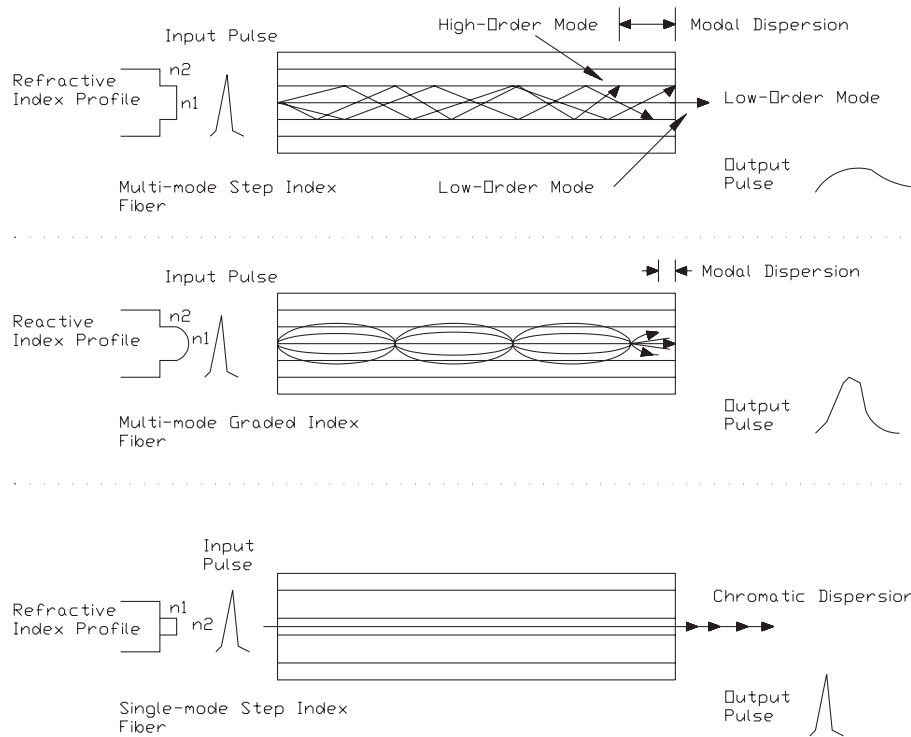 High-Order Mode
Modal Dispersion
Input Pulse
n2
Refractive
Index Profile
n1
Low-Order Mode
Multi-mode Step Index
Fiber
Low-Order Mode
Output
Pulse
Input Pulse
Modal Dispersion
n2
Reactive
Index Profile
n1
Multi-mode Graded Index
Fiber
Output
Pulse
Input
Pulse
n1
Refractive
Index Profile
n2
Chromatic Dispersion
Single-mode Step Index
Fiber
Output
Pulse